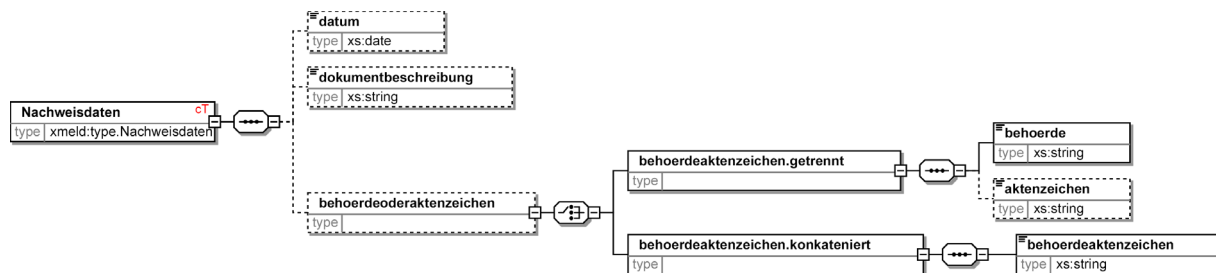 datum
type xs:date
dokumentbeschreibung
type xs:string
Nachweisdaten cT
type xmeld:type.Nachweisdaten
behoerdeoderaktenzeichen
type
behoerdeaktenzeichen.getrennt
type
behoerde
type xs:string
aktenzeichen
type xs:string
behoerdeaktenzeichen.konkateniert
type
behoerdeaktenzeichen
type xs:string